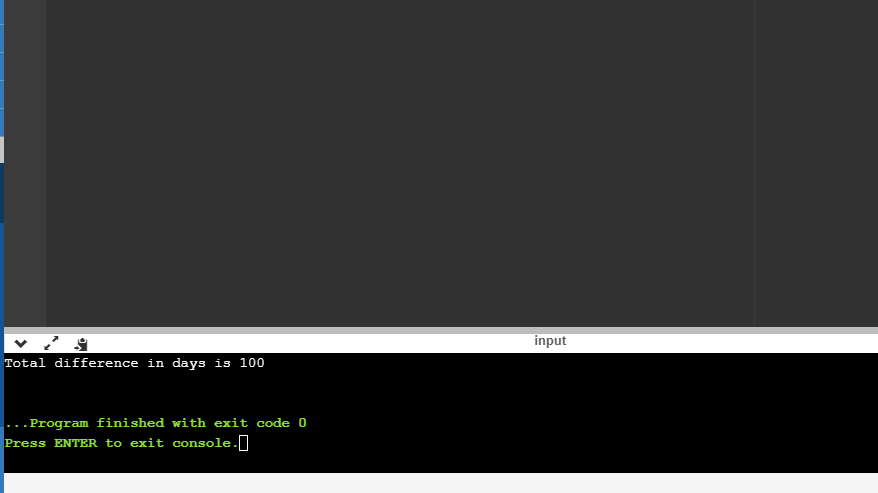 input
Total difference in days is 100
...Program finished with exit code 0
Press ENTER to exit console.